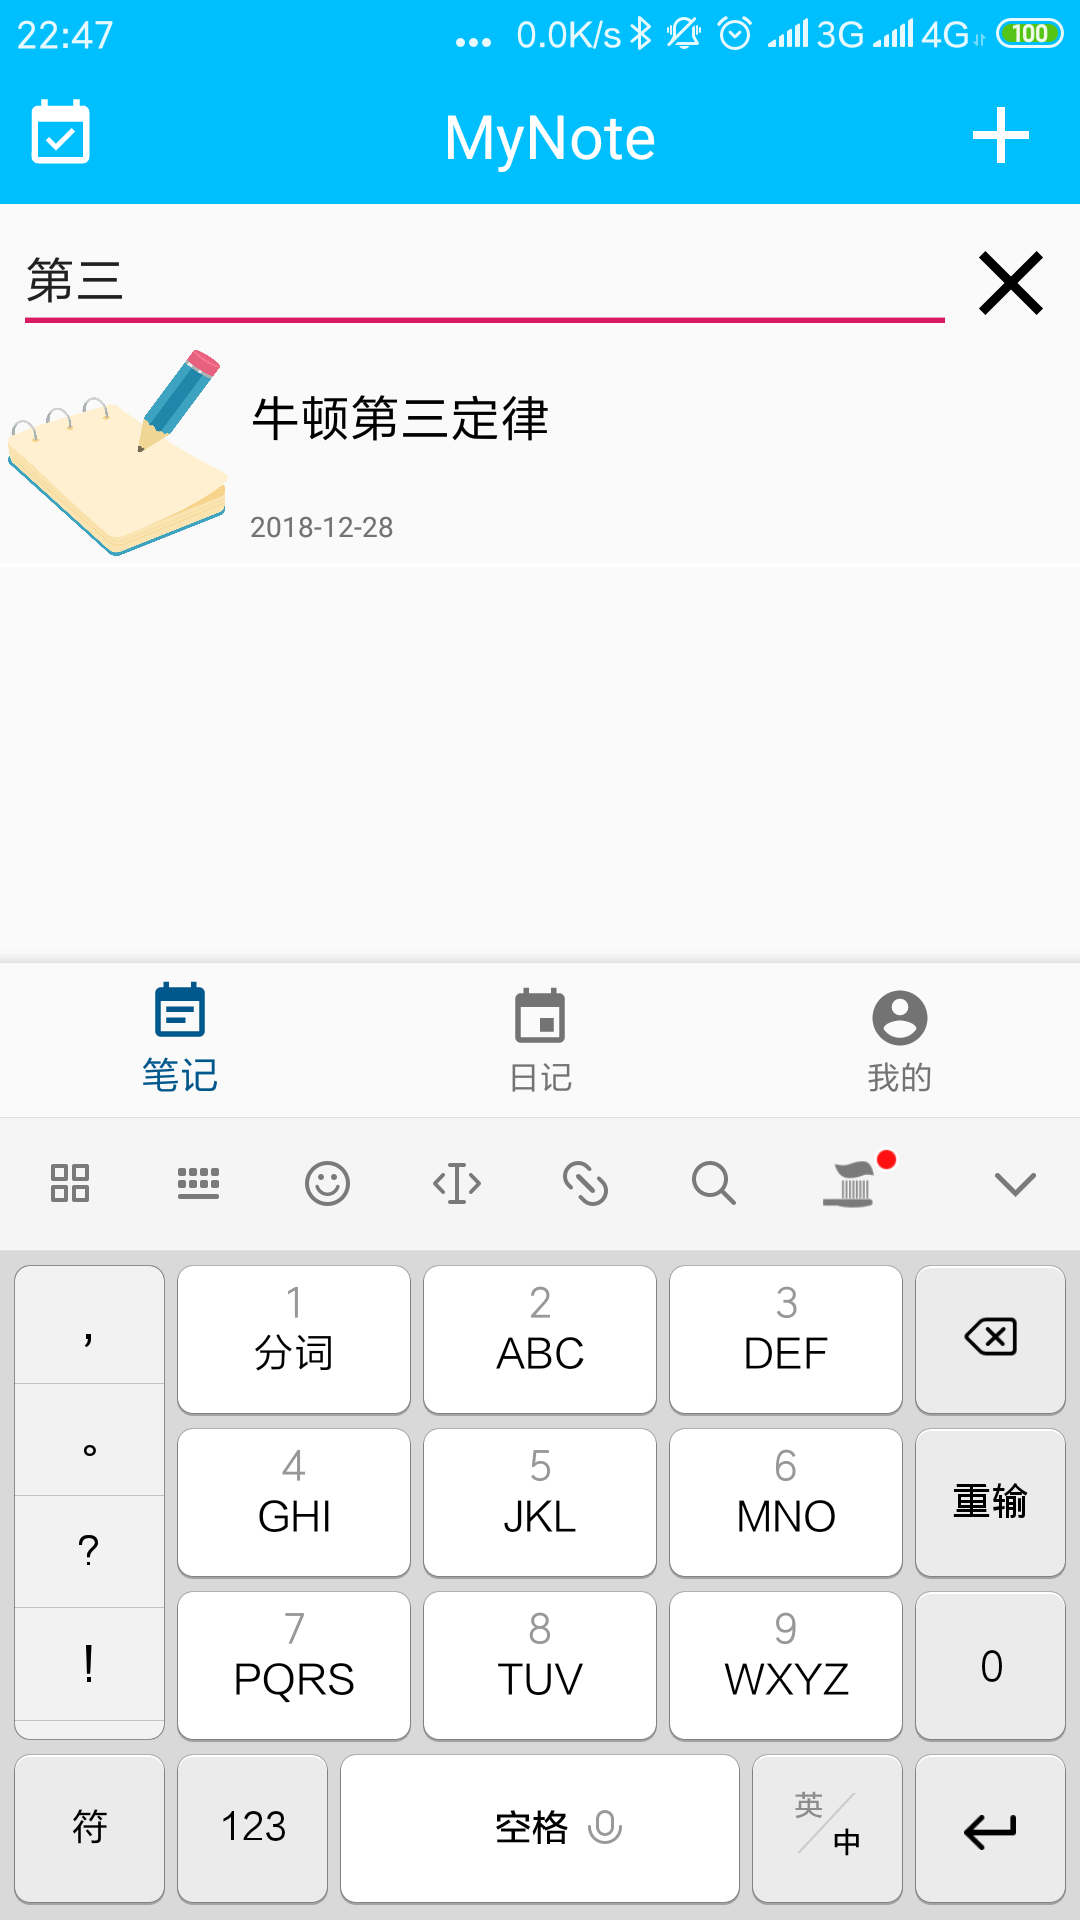 22:47 ... 0.0K/s 3G 4G 100
MyNote
第三
牛顿第三定律
2018-12-28
笔记 日记 我的
, 1 分词 2 ABC 3 DEF
。 4 GHI 5 JKL 6 MNO 重输
? 7 PQRS 8 TUV 9 WXYZ 0
!
符 123 空格 英/中